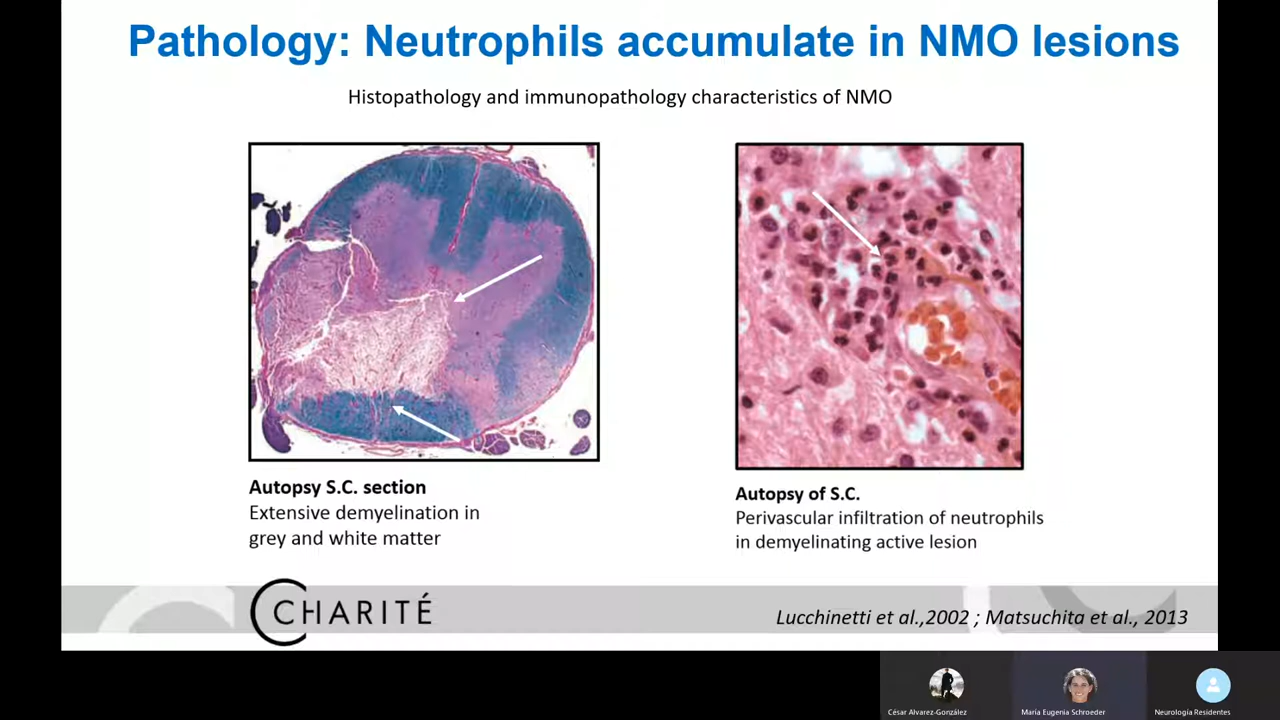 Pathology: Neutrophils accumulate in NMO lesions
Histopathology and immunopathology characteristics of NMO
Autopsy S.C. section
Extensive demyelination in
grey and white matter
Autopsy of S.C.
Perivascular infiltration of neutrophils
in demyelinating active lesion
CHARITÉ
Lucchinetti et al.,2002 ; Matsuchita et al., 2013
César Alvarez-González
María Eugenia Schroeder
Neurología Residentes